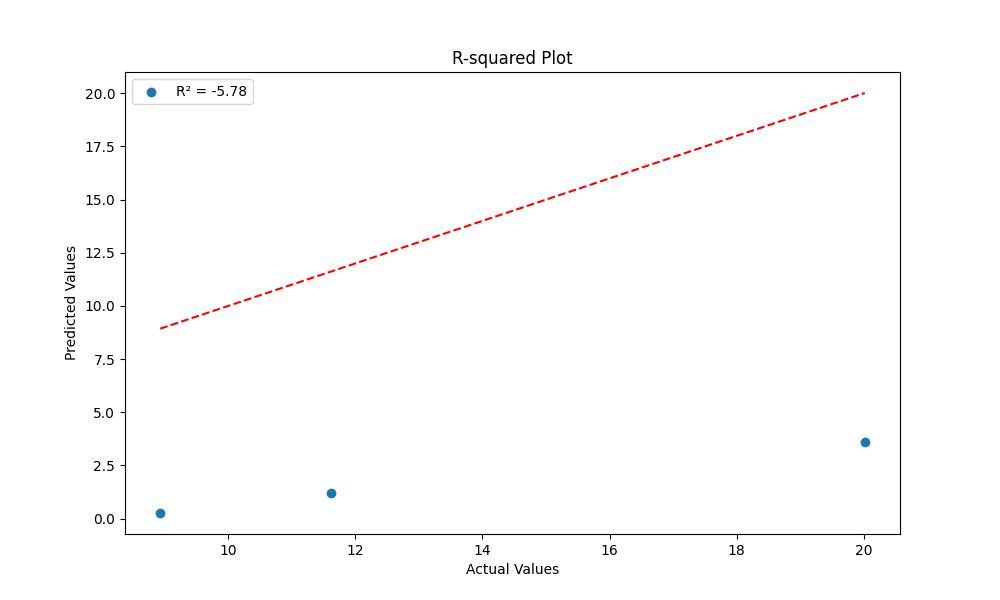 R-squared Plot
R² = -5.78
20.0
17.5
15.0
12.5
10.0
7.5
5.0
2.5
0.0
Predicted Values
10 12 14 16 18 20
Actual Values